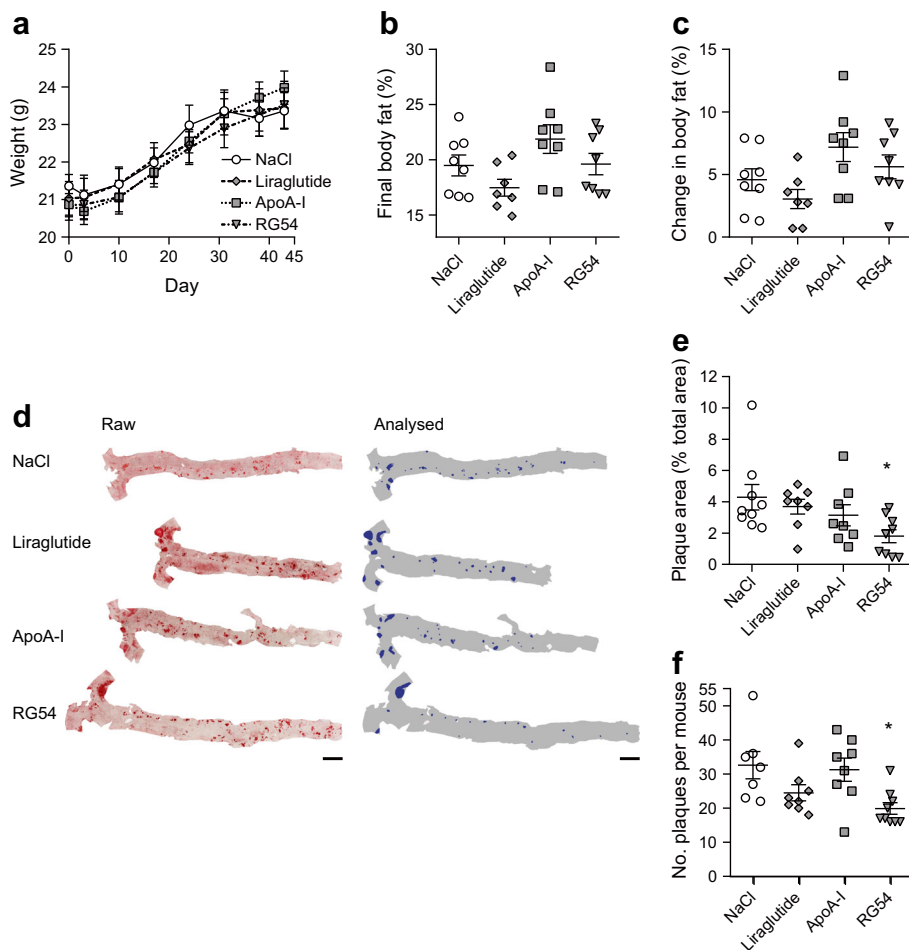 a
25
24
23
22
21
20
Weight (g)
0
10
20
30
40
45
Day
NaCl
Liraglutide
ApoA-I
RG54
b
30
25
20
15
Final body fat (%)
NaCl
Liraglutide
ApoA-I
RG54
c
15
10
5
0
Change in body fat (%)
NaCl
Liraglutide
ApoA-I
RG54
d
Raw
Analysed
NaCl
Liraglutide
ApoA-I
RG54
e
12
10
8
6
4
2
0
Plaque area (% total area)
*
NaCl
Liraglutide
ApoA-I
RG54
f
55
50
40
30
20
10
0
No. plaques per mouse
*
NaCl
Liraglutide
ApoA-I
RG54